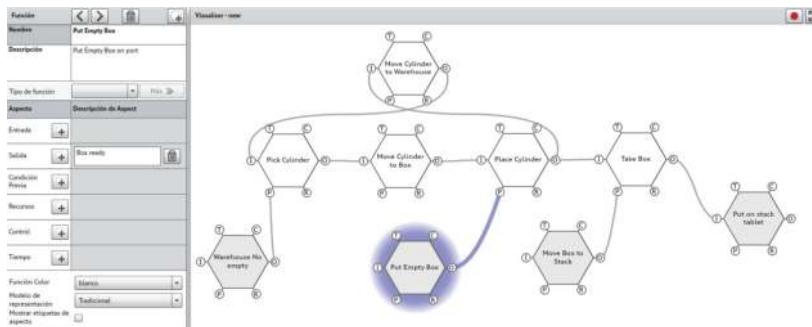 Función
Nombre
Put Empty Box
Descripción
Put Empty Box on port
Tipo de función
Más
Aspecto
Descripción de Aspect
Entrada
Salida
Box ready
Condición
Previa
Recursos
Control
Tiempo
Función Color
blanco
Modelo de
representación
Tradicional
Mostrar etiquetas de
aspecto
Visualiser - new
T
C
I
Move Cylinder
to Warehouse
O
P
R
T
C
I
Pick Cylinder
O
P
R
T
C
I
Move Cylinder
to Box
O
P
R
T
C
I
Place Cylinder
O
P
R
T
C
I
Take Box
O
P
R
T
C
I
Put on stack
tablet
O
P
R
T
C
I
Warehouse No
empty
O
P
R
T
C
I
Put Empty Box
O
P
R
T
C
I
Move Box to
Stack
O
P
R